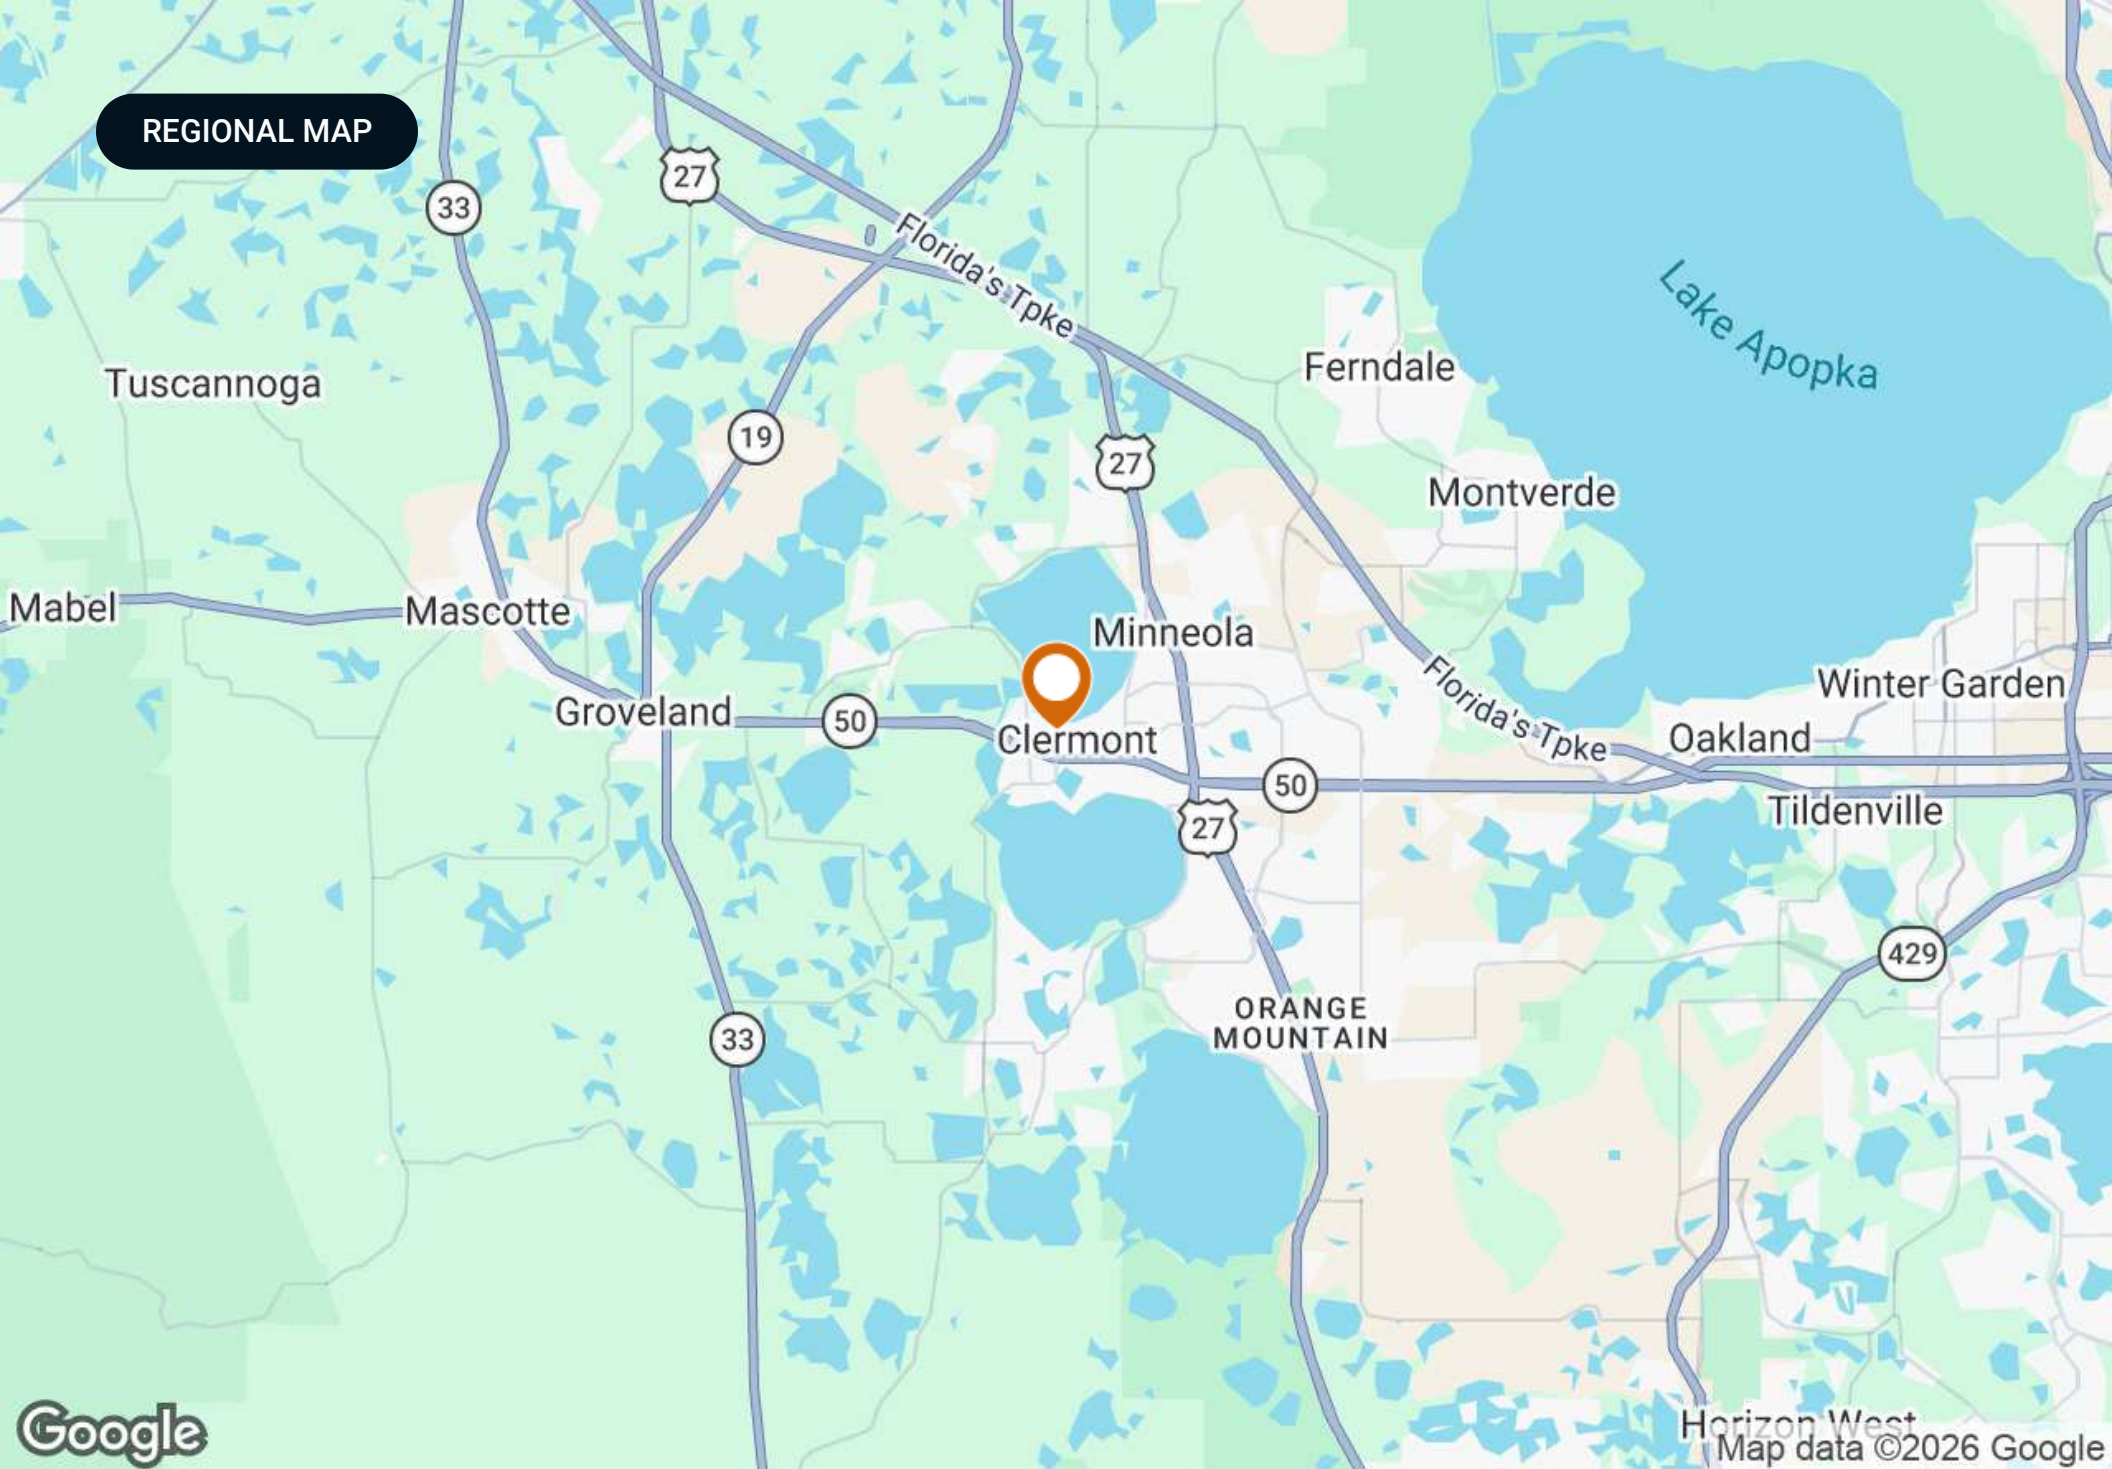 REGIONAL MAP
27
33
Florida's Tpke
Lake Apopka
Ferndale
Tuscannoga
19
27
Montverde
Mabel
Mascotte
Minneola
Florida's Tpke
Winter Garden
Groveland
50
Clermont
Oakland
50
Tildenville
27
429
ORANGE
MOUNTAIN
33
Horizon West
Google
Map data ©2026 Google